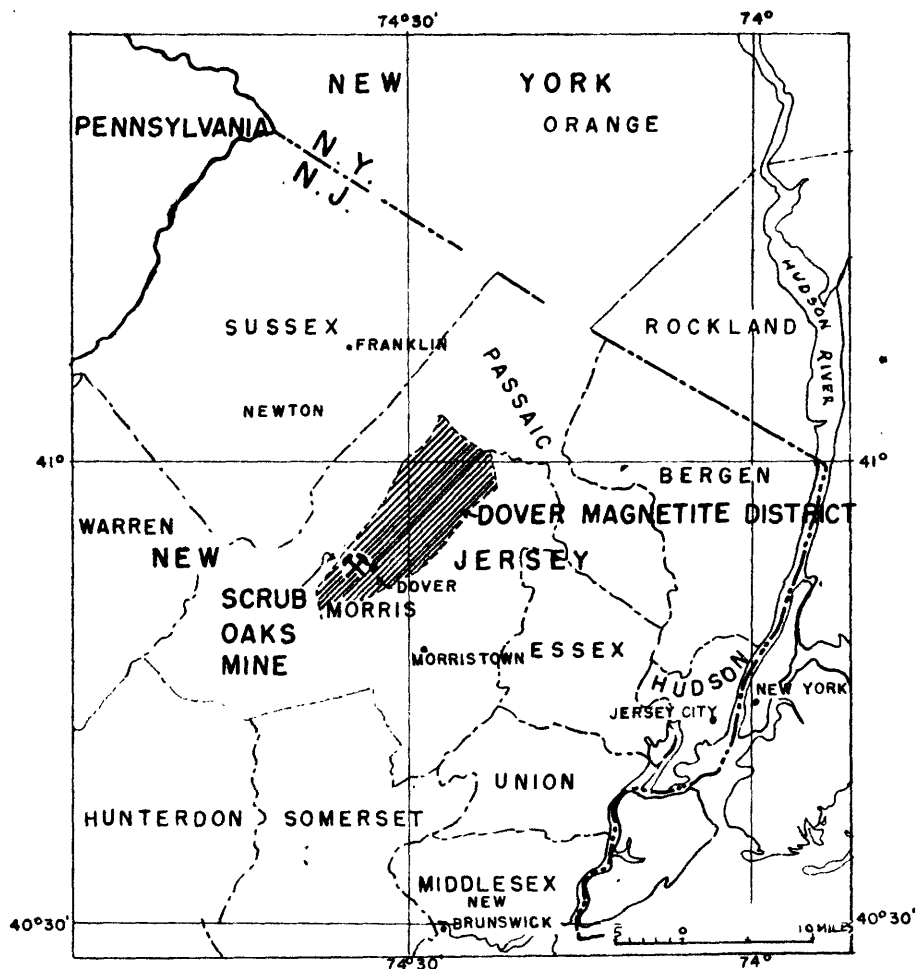 74°30'
74°
NEW YORK
PENNSYLVANIA
ORANGE
N.Y.
N.J.
HUDSON
RIVER
SUSSEX
FRANKLIN
ROCKLAND
PASSAIC
NEWTON
41°
41°
BERGEN
WARREN
DOVER MAGNETITE DISTRICT
NEW JERSEY
DOVER
SCRUB
OAKS
MINE
MORRIS
MORRISTOWN
ESSEX
HUDSON
NEW YORK
JERSEY CITY
UNION
HUNTERDON
SOMERSET
MIDDLESEX
NEW
BRUNSWICK
40°30'
40°30'
5 0 10 MILES
74°30'
74°